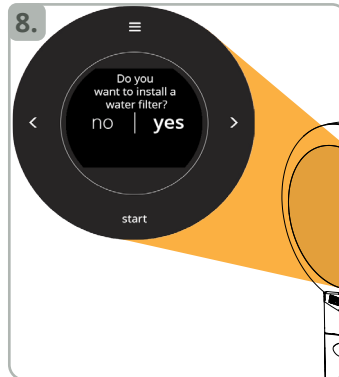 8.
Do you
want to install a
water filter?
no | yes
start